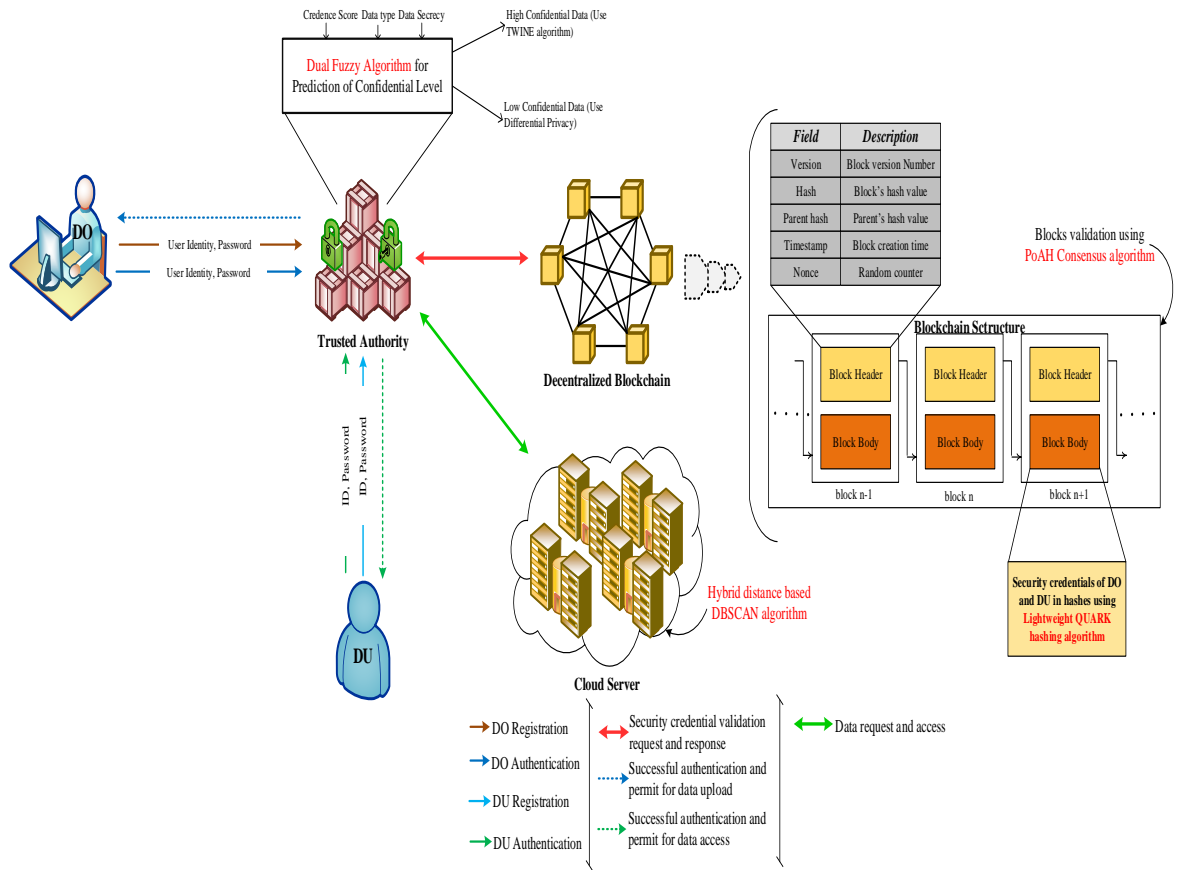 Credence Score Data type Data Secrecy
Dual Fuzzy Algorithm for
Prediction of Confidential Level
High Confidential Data (Use
TWINE algorithm)
Low Confidential Data (Use
Differential Privacy)
DO
User Identity, Password
User Identity, Password
Trusted Authority
Decentralized Blockchain
Field Description
Version Block version Number
Hash Block's hash value
Parent hash Parent's hash value
Timestamp Block creation time
Nonce Random counter
Blocks validation using
PoAH Consensus algorithm
Blockchain Sctructure
Block Header Block Header Block Header
Block Body Block Body Block Body
block n-1 block n block n+1
Security credentials of DO
and DU in hashes using
Lightweight QUARK
hashing algorithm
ID, Password
ID, Password
DU
Hybrid distance based
DBSCAN algorithm
Cloud Server
DO Registration
DO Authentication
DU Registration
DU Authentication
Security credential validation
request and response
Successful authentication and
permit for data upload
Successful authentication and
permit for data access
Data request and access